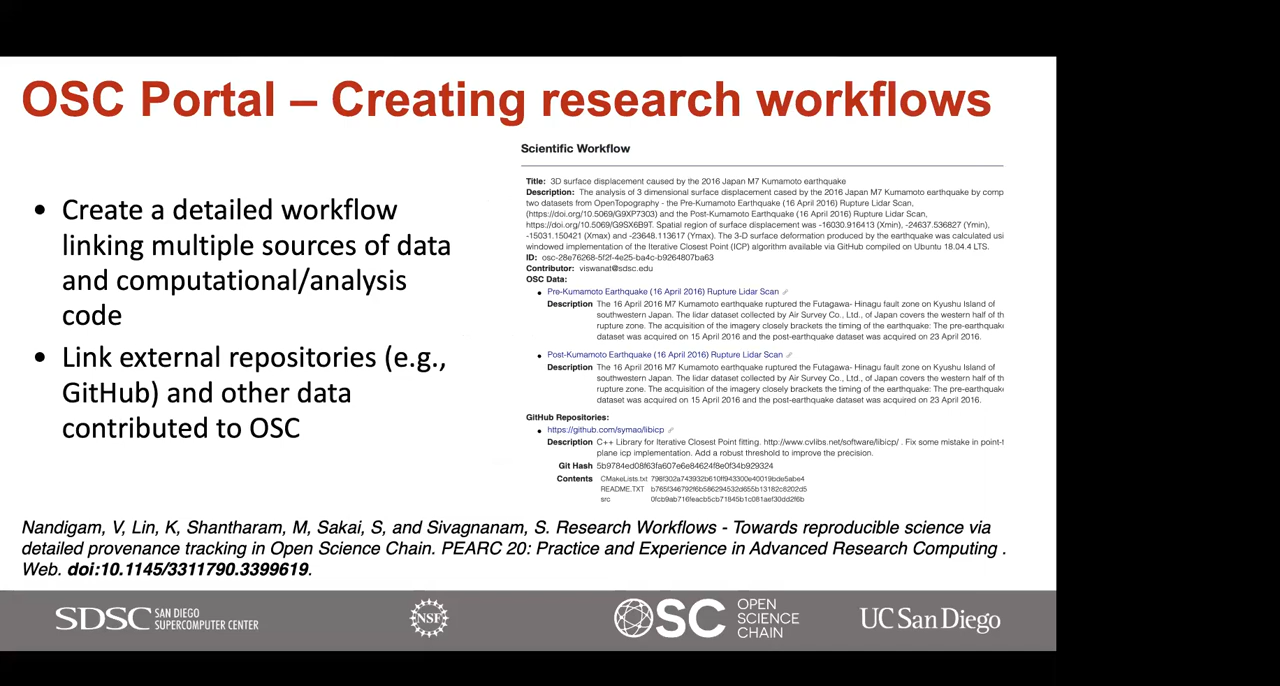 OSC Portal – Creating research workflows
• Create a detailed workflow
linking multiple sources of data
and computational/analysis
code
• Link external repositories (e.g.,
GitHub) and other data
contributed to OSC
Scientific Workflow
Title: 3D surface displacement caused by the 2016 Japan M7 Kumamoto earthquake
Description: The analysis of 3 dimensional surface displacement cased by the 2016 Japan M7 Kumamoto earthquake by comp
two datasets from OpenTopography - the Pre-Kumamoto Earthquake (16 April 2016) Rupture Lidar Scan,
(https://doi.org/10.5069/G9XP7303) and the Post-Kumamoto Earthquake (16 April 2016) Rupture Lidar Scan,
https://doi.org/10.5069/G9SX6B9T. Spatial region of surface displacement was -16030.916413 (Xmin), -24637.536827 (Ymin),
-15031.150421 (Xmax) and -23648.113617 (Ymax). The 3-D surface deformation produced by the earthquake was calculated usi
windowed implementation of the Iterative Closest Point (ICP) algorithm available via GitHub compiled on Ubuntu 18.04.4 LTS.
ID: osc-28e76268-5f2f-4e25-ba4c-b9264807ba63
Contributor: viswanat@sdsc.edu
OSC Data:
• Pre-Kumamoto Earthquake (16 April 2016) Rupture Lidar Scan
Description The 16 April 2016 M7 Kumamoto earthquake ruptured the Futagawa- Hinagu fault zone on Kyushu Island of
southwestern Japan. The lidar dataset collected by Air Survey Co., Ltd., of Japan covers the western half of th
rupture zone. The acquisition of the imagery closely brackets the timing of the earthquake: The pre-earthquake
dataset was acquired on 15 April 2016 and the post-earthquake dataset was acquired on 23 April 2016.
• Post-Kumamoto Earthquake (16 April 2016) Rupture Lidar Scan
Description The 16 April 2016 M7 Kumamoto earthquake ruptured the Futagawa- Hinagu fault zone on Kyushu Island of
southwestern Japan. The lidar dataset collected by Air Survey Co., Ltd., of Japan covers the western half of th
rupture zone. The acquisition of the imagery closely brackets the timing of the earthquake: The pre-earthquake
dataset was acquired on 15 April 2016 and the post-earthquake dataset was acquired on 23 April 2016.
GitHub Repositories:
• https://github.com/symao/libicp
Description C++ Library for Iterative Closest Point fitting. http://www.cvlibs.net/software/libicp/ . Fix some mistake in point-t
plane icp implementation. Add a robust threshold to improve the precision.
Git Hash 5b9784ed08f63fa607e6e84624f8e0f34b929324
Contents CMakeLists.txt 798f302a743932b610ff943300e40019bde5abe4
README.TXT b765f346792f6b586294532d655b13182c8202d5
src 0fcb9ab716feacb5cb71845b1c081aef30dd2f6b
Nandigam, V, Lin, K, Shantharam, M, Sakai, S, and Sivagnanam, S. Research Workflows - Towards reproducible science via
detailed provenance tracking in Open Science Chain. PEARC 20: Practice and Experience in Advanced Research Computing .
Web. doi:10.1145/3311790.3399619.
SDSC SAN DIEGO
SUPERCOMPUTER CENTER
NSF
OSC OPEN
SCIENCE
CHAIN
UC San Diego